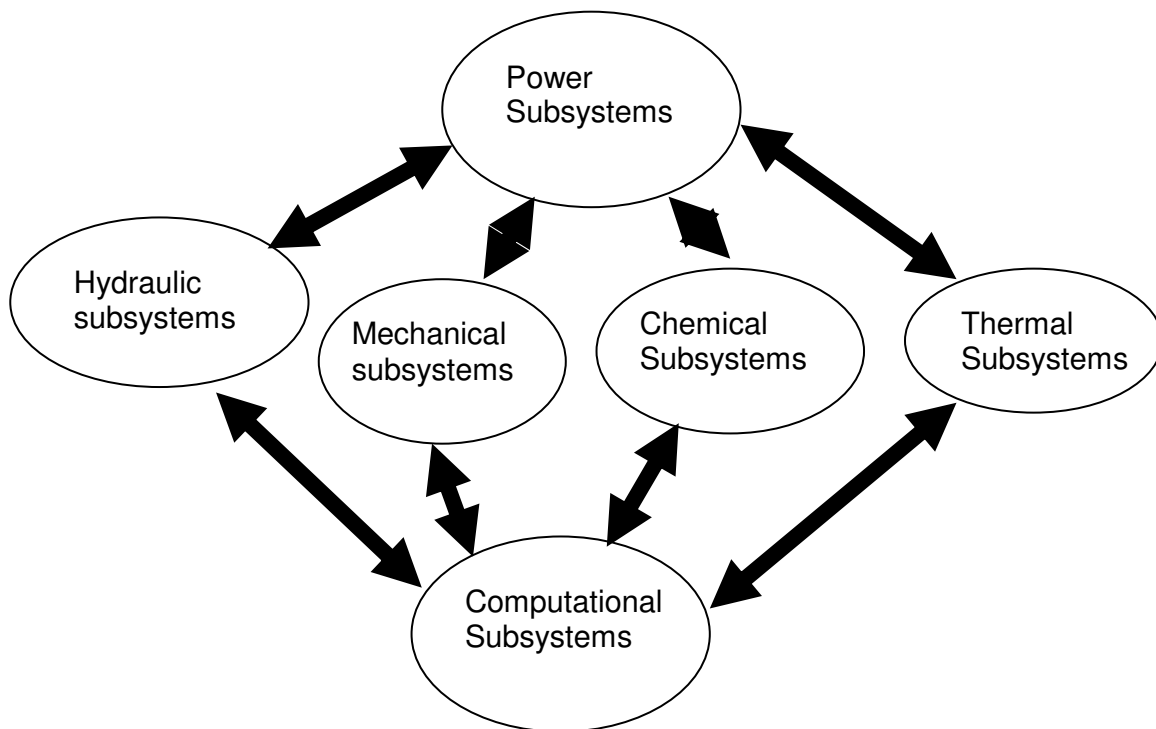 Power
Subsystems
Hydraulic
subsystems
Mechanical
subsystems
Chemical
Subsystems
Thermal
Subsystems
Computational
Subsystems